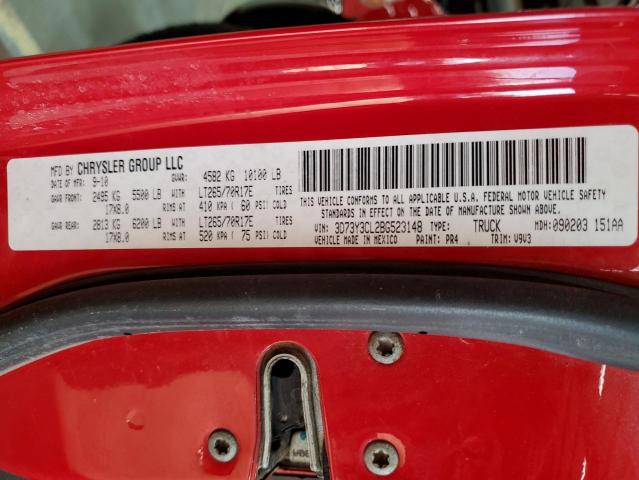 MFD BY CHRYSLER GROUP LLC
DATE OF MFR: 9-10 GVWR: 4582 KG 10100 LB
GAWR FRONT: 2495 KG 5500 LB WITH LT265/70R17E TIRES
17X8.0 RIMS AT 410 KPA ( 60 PSI) COLD
GAWR REAR: 2813 KG 6200 LB WITH LT265/70R17E TIRES
17X8.0 RIMS AT 520 KPA ( 75 PSI) COLD
THIS VEHICLE CONFORMS TO ALL APPLICABLE U.S.A. FEDERAL MOTOR VEHICLE SAFETY
STANDARDS IN EFFECT ON THE DATE OF MANUFACTURE SHOWN ABOVE.
VIN: 3D73Y3CL2BG523148 TYPE: TRUCK MDH: 090203 151AA
VEHICLE MADE IN MEXICO PAINT: PR4 TRIM: V9V3